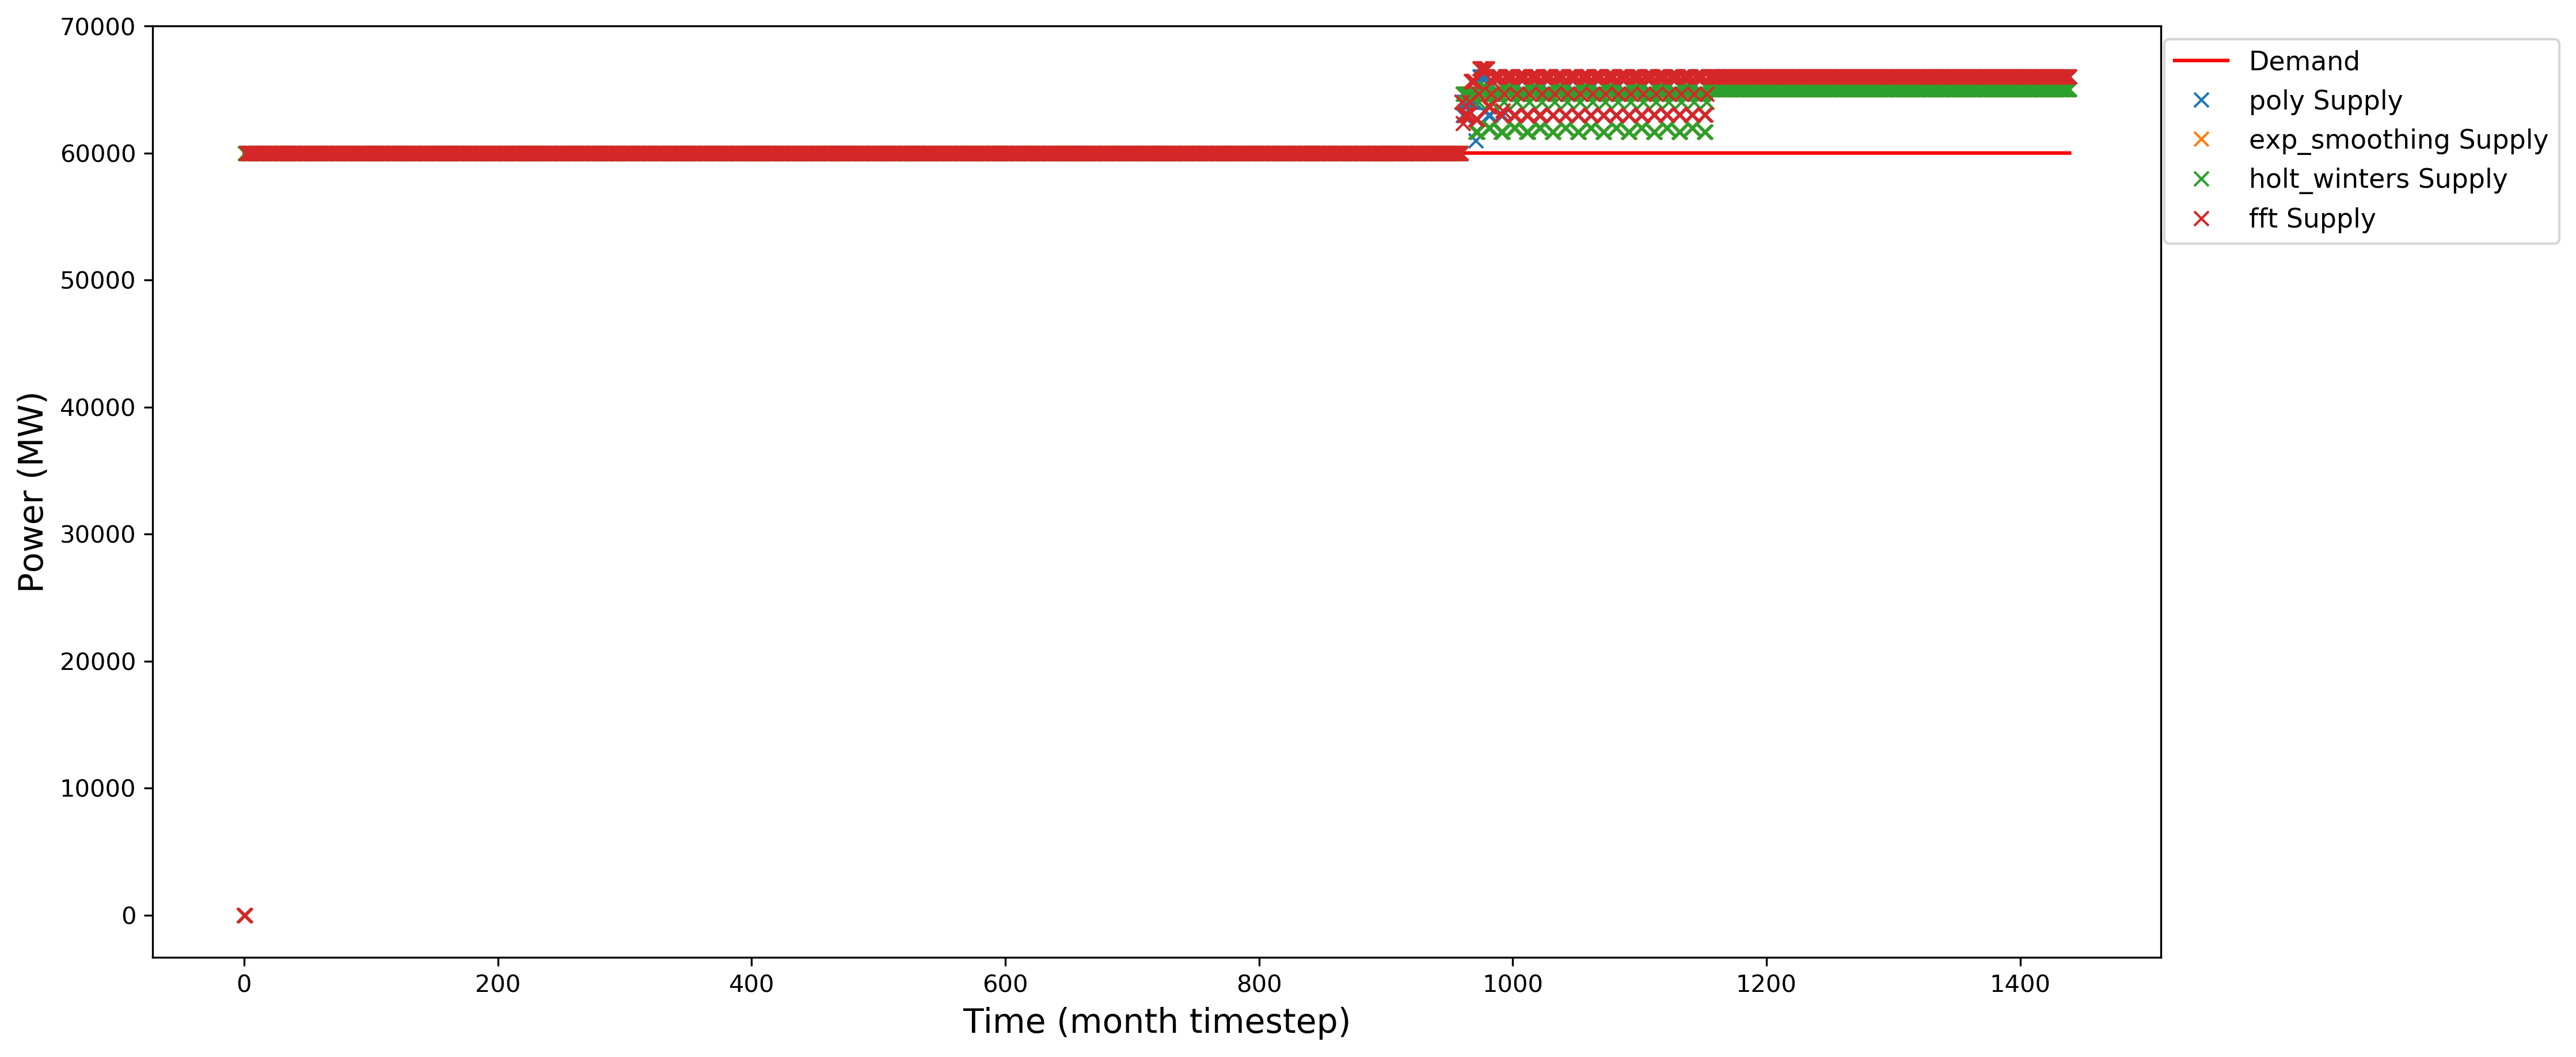 70000
60000
50000
40000
30000
20000
10000
0
Power (MW)
0 200 400 600 800 1000 1200 1400
Time (month timestep)
Demand
poly Supply
exp_smoothing Supply
holt_winters Supply
fft Supply